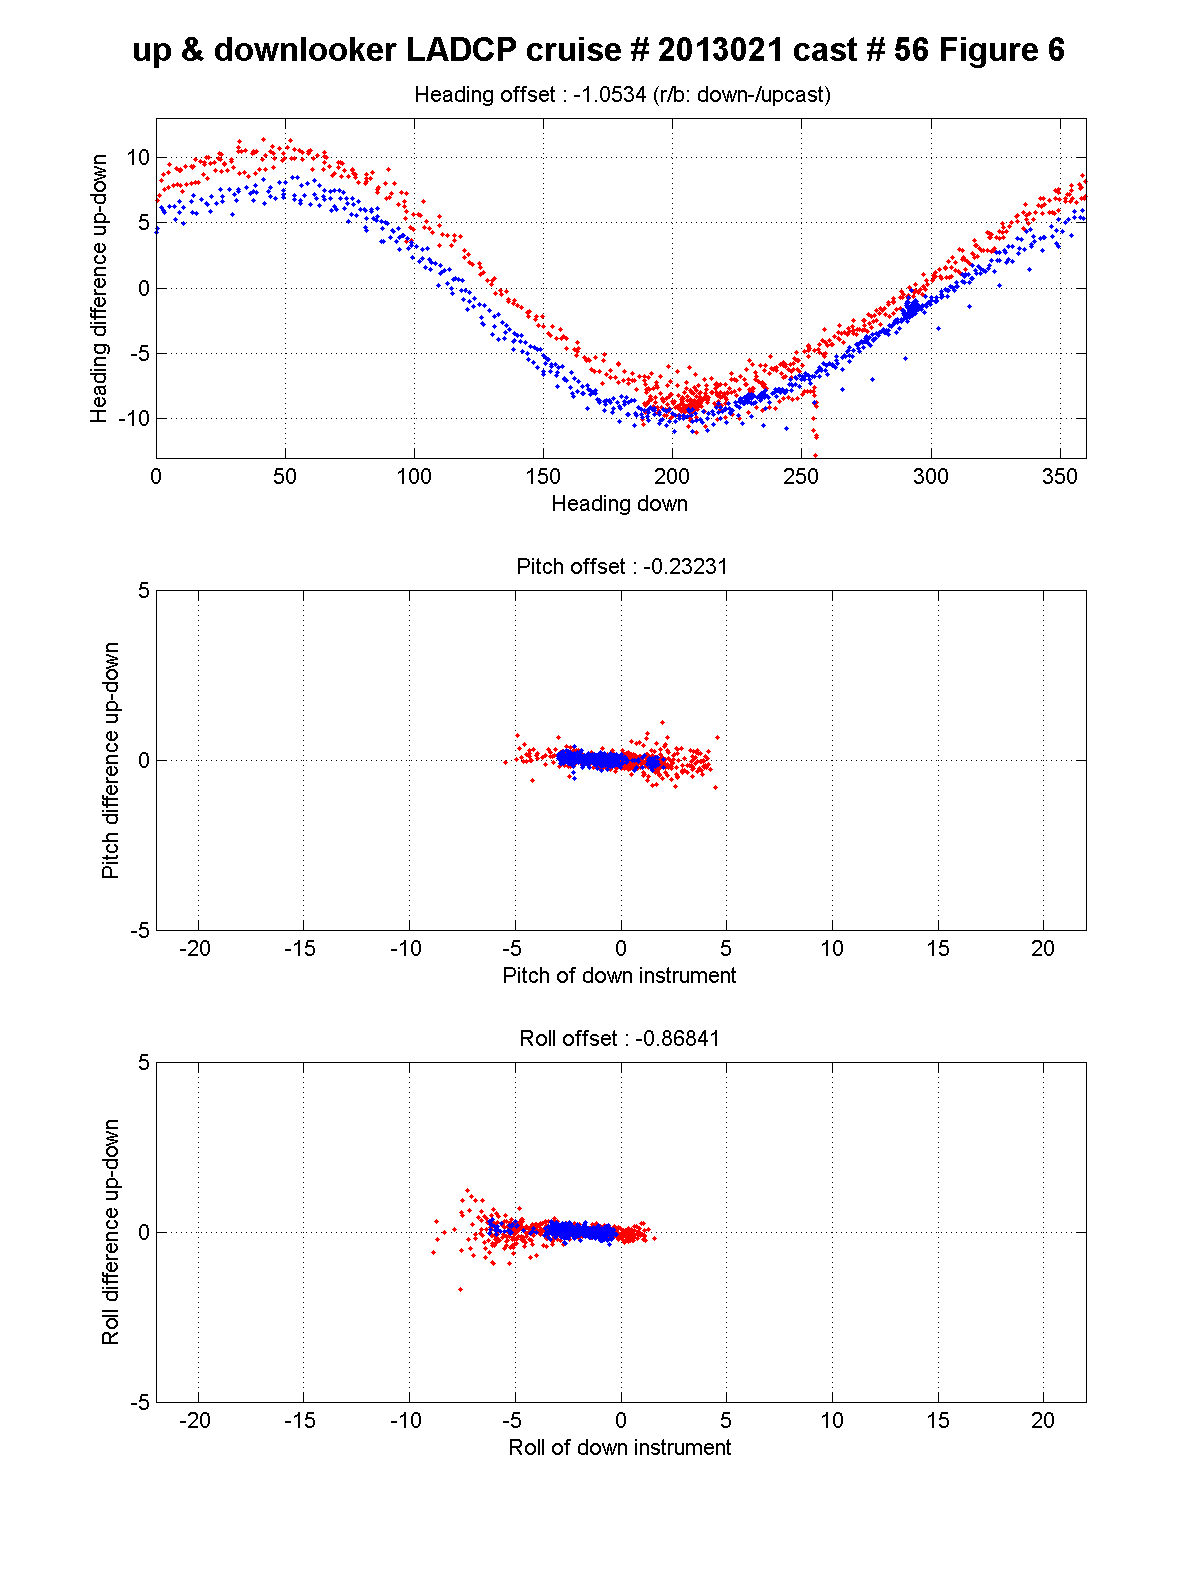 up & downlooker LADCP cruise # 2013021 cast # 56 Figure 6
Heading offset : -1.0534 (r/b: down-/upcast)
Heading difference up-down
10
5
0
-5
-10
0 50 100 150 200 250 300 350
Heading down
Pitch offset : -0.23231
Pitch difference up-down
5
0
-5
-20 -15 -10 -5 0 5 10 15 20
Pitch of down instrument
Roll offset : -0.86841
Roll difference up-down
5
0
-5
-20 -15 -10 -5 0 5 10 15 20
Roll of down instrument